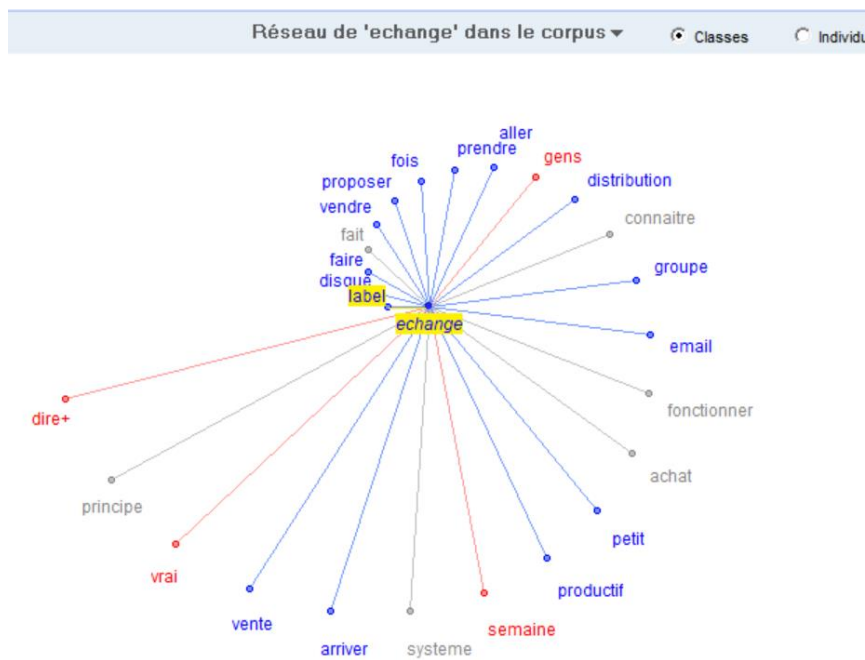 Réseau de 'echange' dans le corpus
Classes
Individu
aller
prendre
gens
fois
proposer
distribution
vendre
connaitre
fait
faire
groupe
disque
label
echange
email
fonctionner
dire+
achat
principe
petit
vrai
productif
vente
semaine
arriver
systeme